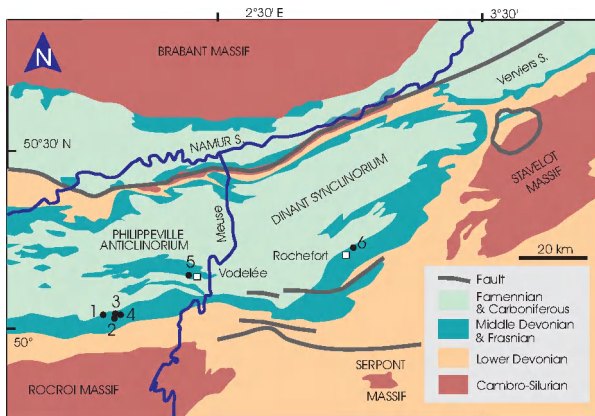 2°30' E
3°30'
BRABANT MASSIF
N
Verviers S.
50°30' N
NAMUR S.
STAVELOT
MASSIF
DINANT SYNCLINORIUM
Meuse
PHILIPPEVILLE
ANTICLINORIUM
6
Rochefort
20 km
5
Vodelée
Fault
Famennian
& Carboniferous
3
1
4
2
Middle Devonian
& Frasnian
50°
Lower Devonian
SERPONT
MASSIF
ROCROI MASSIF
Cambro-Silurian